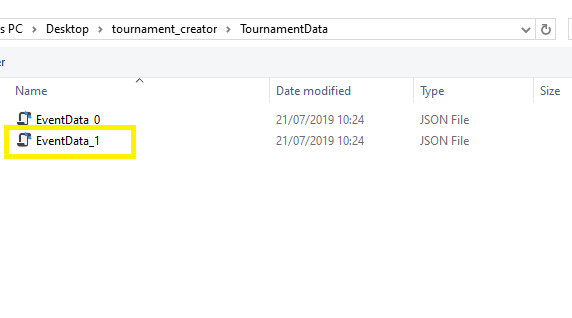 s PC > Desktop > tournament_creator > TournamentData
er
Name Date modified Type Size
EventData_0 21/07/2019 10:24 JSON File
EventData_1 21/07/2019 10:24 JSON File